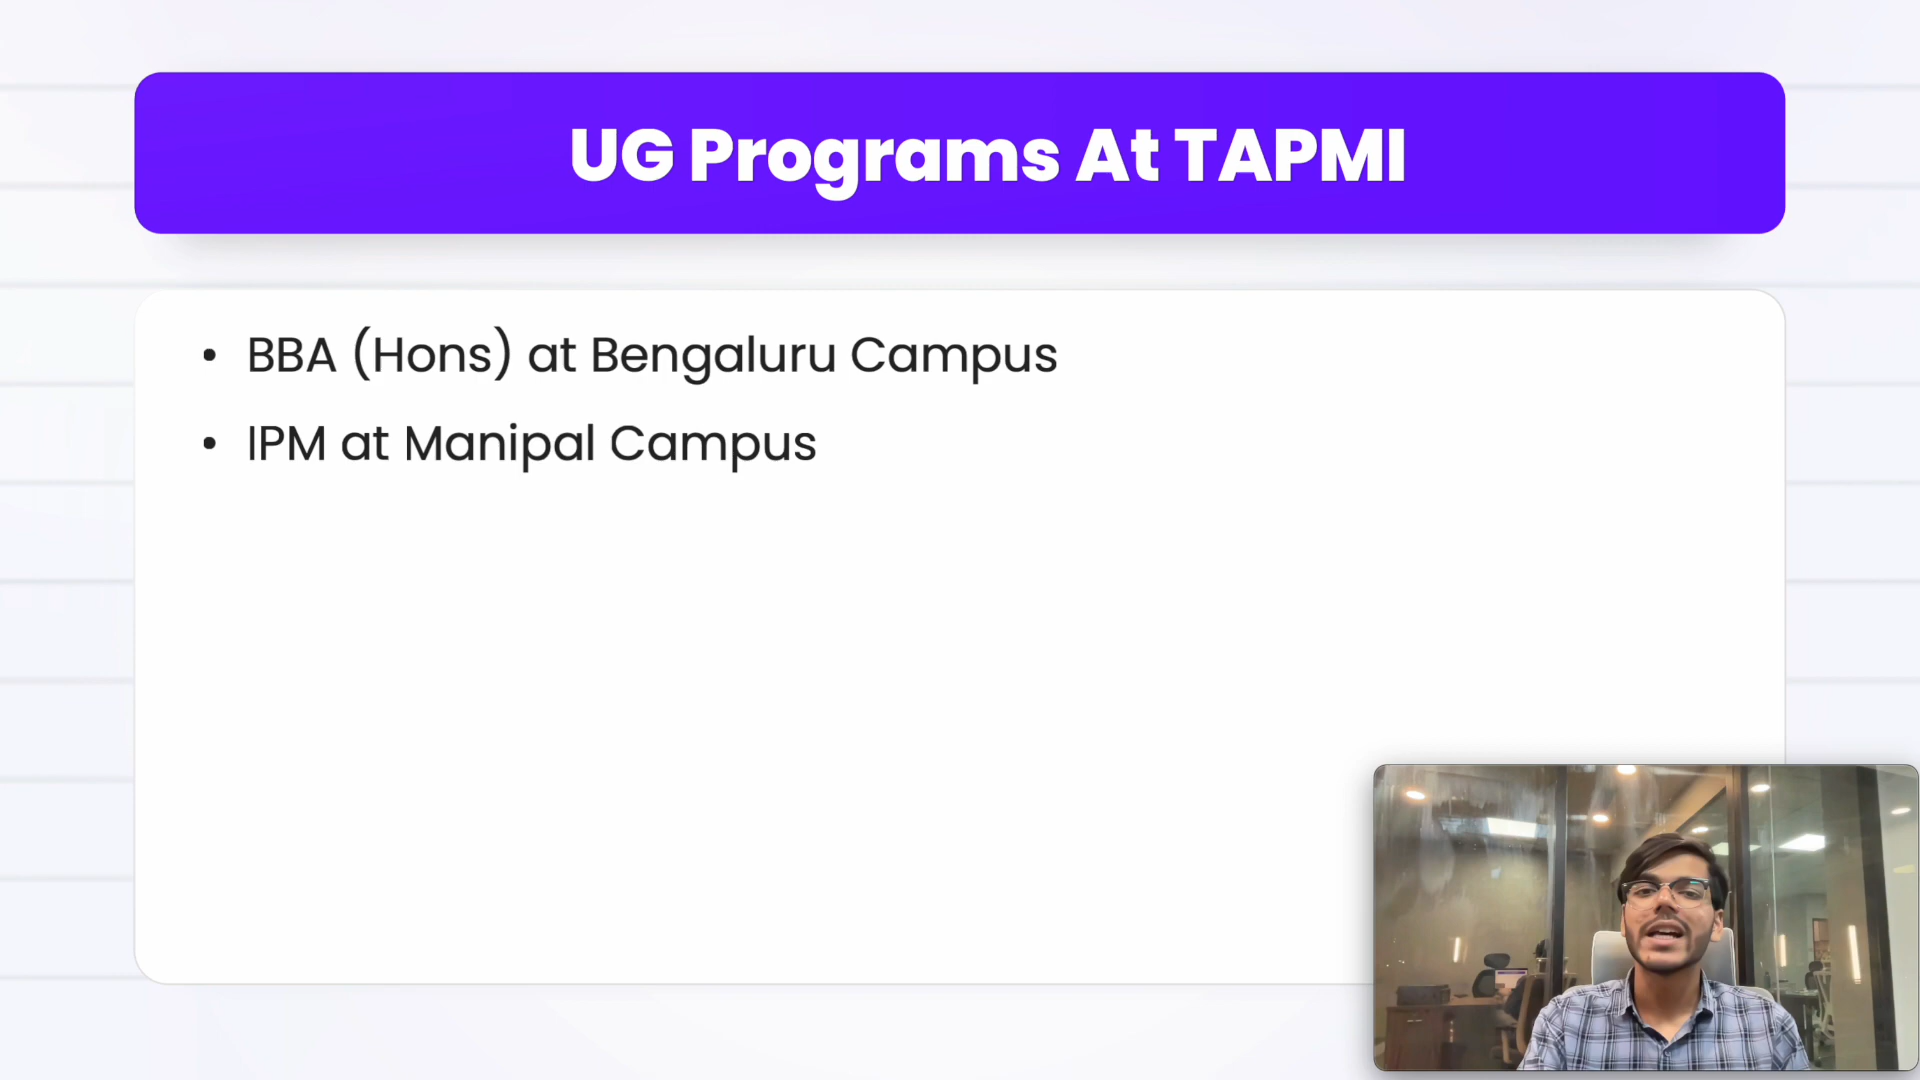 UG Programs At TAPMI
• BBA (Hons) at Bengaluru Campus
• IPM at Manipal Campus